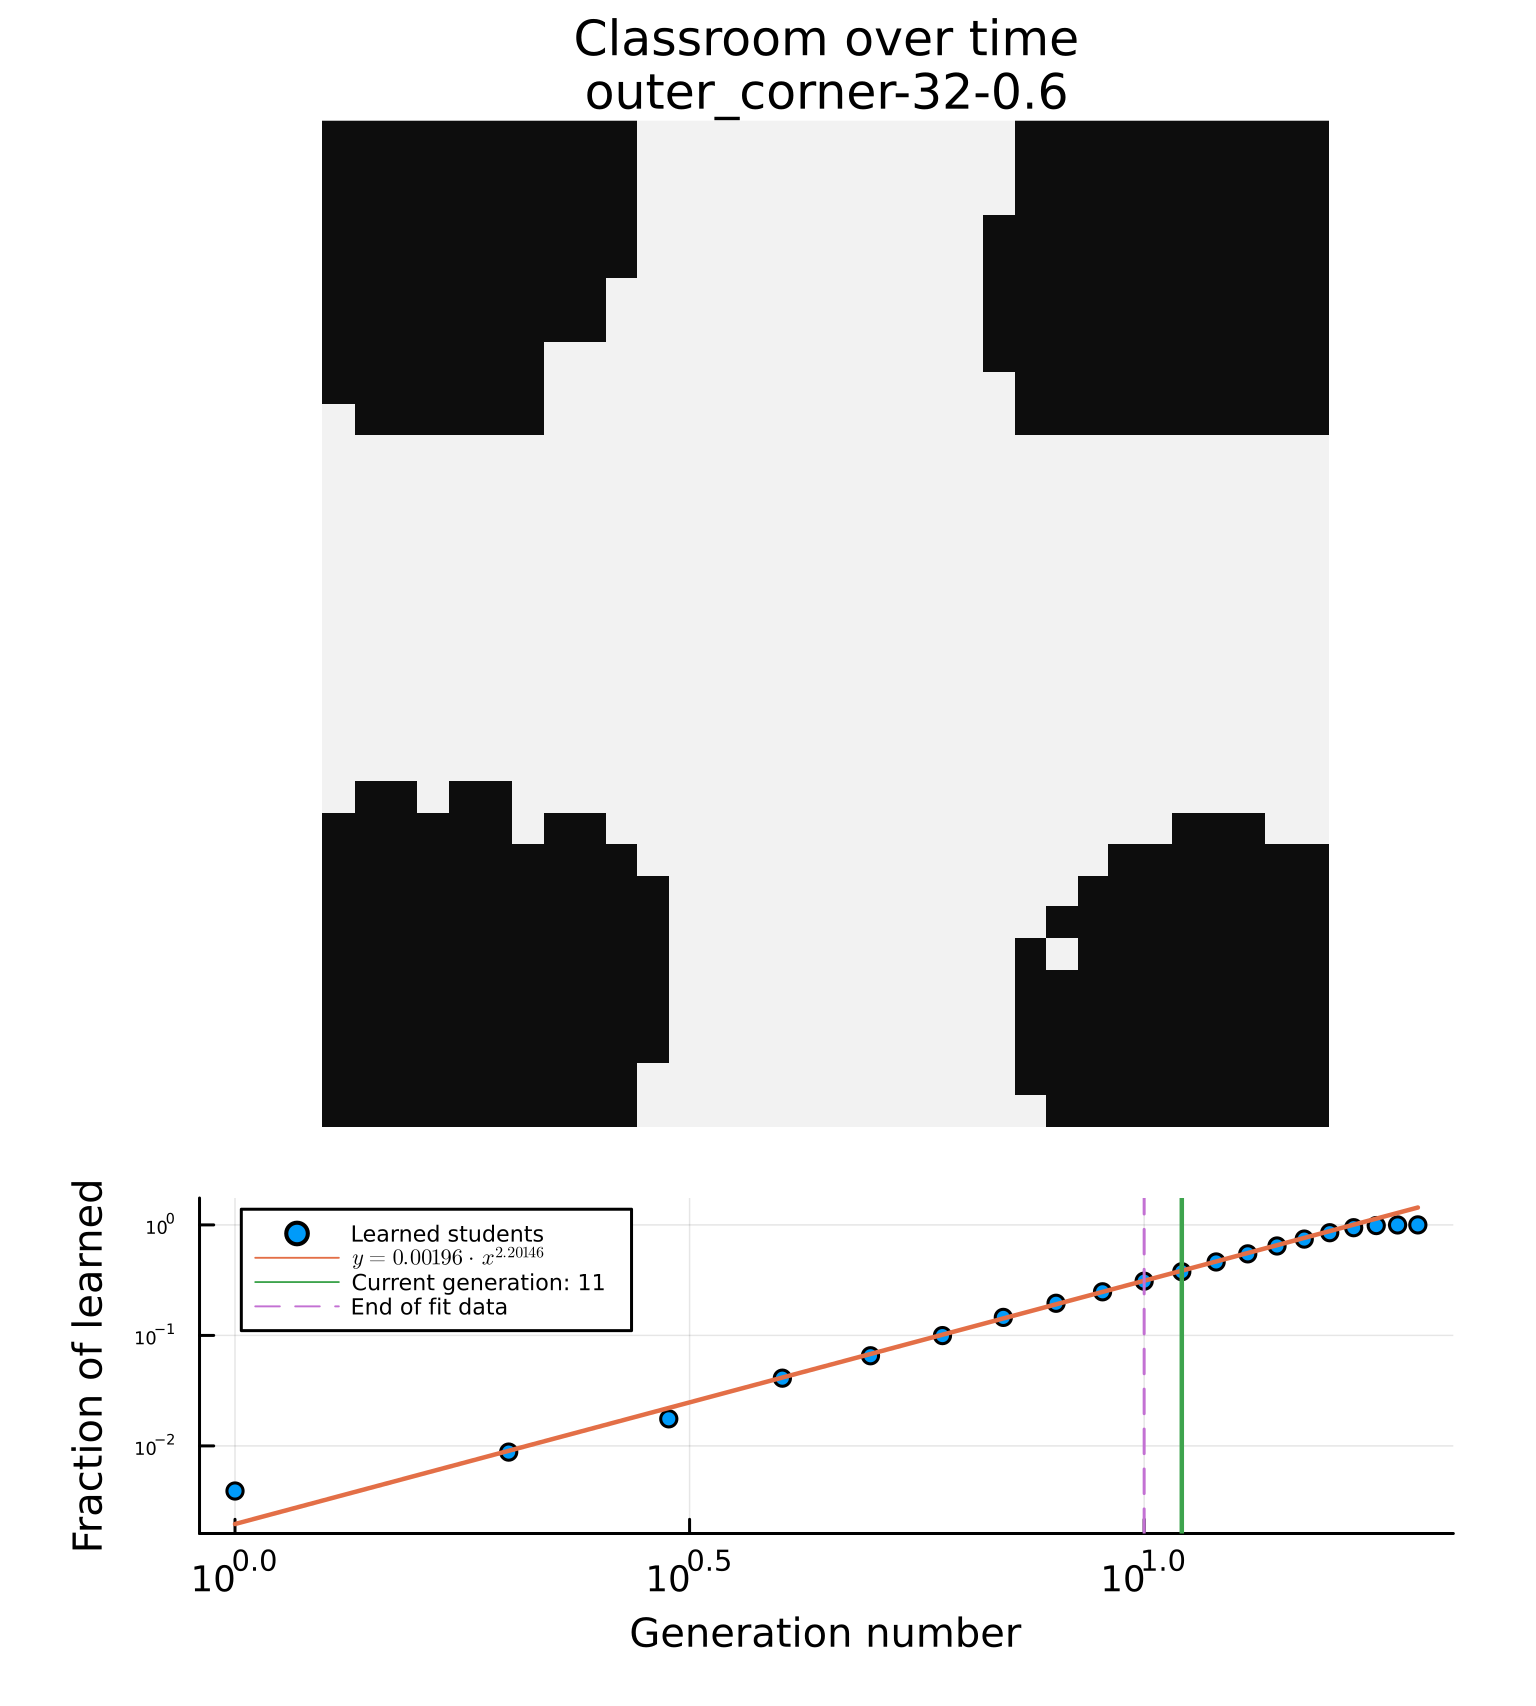 Classroom over time
outer_corner-32-0.6
Fraction of learned
10^0
10^−1
10^−2
Learned students
y = 0.00196 · x^2.20146
Current generation: 11
End of fit data
10^0.0
10^0.5
10^1.0
Generation number